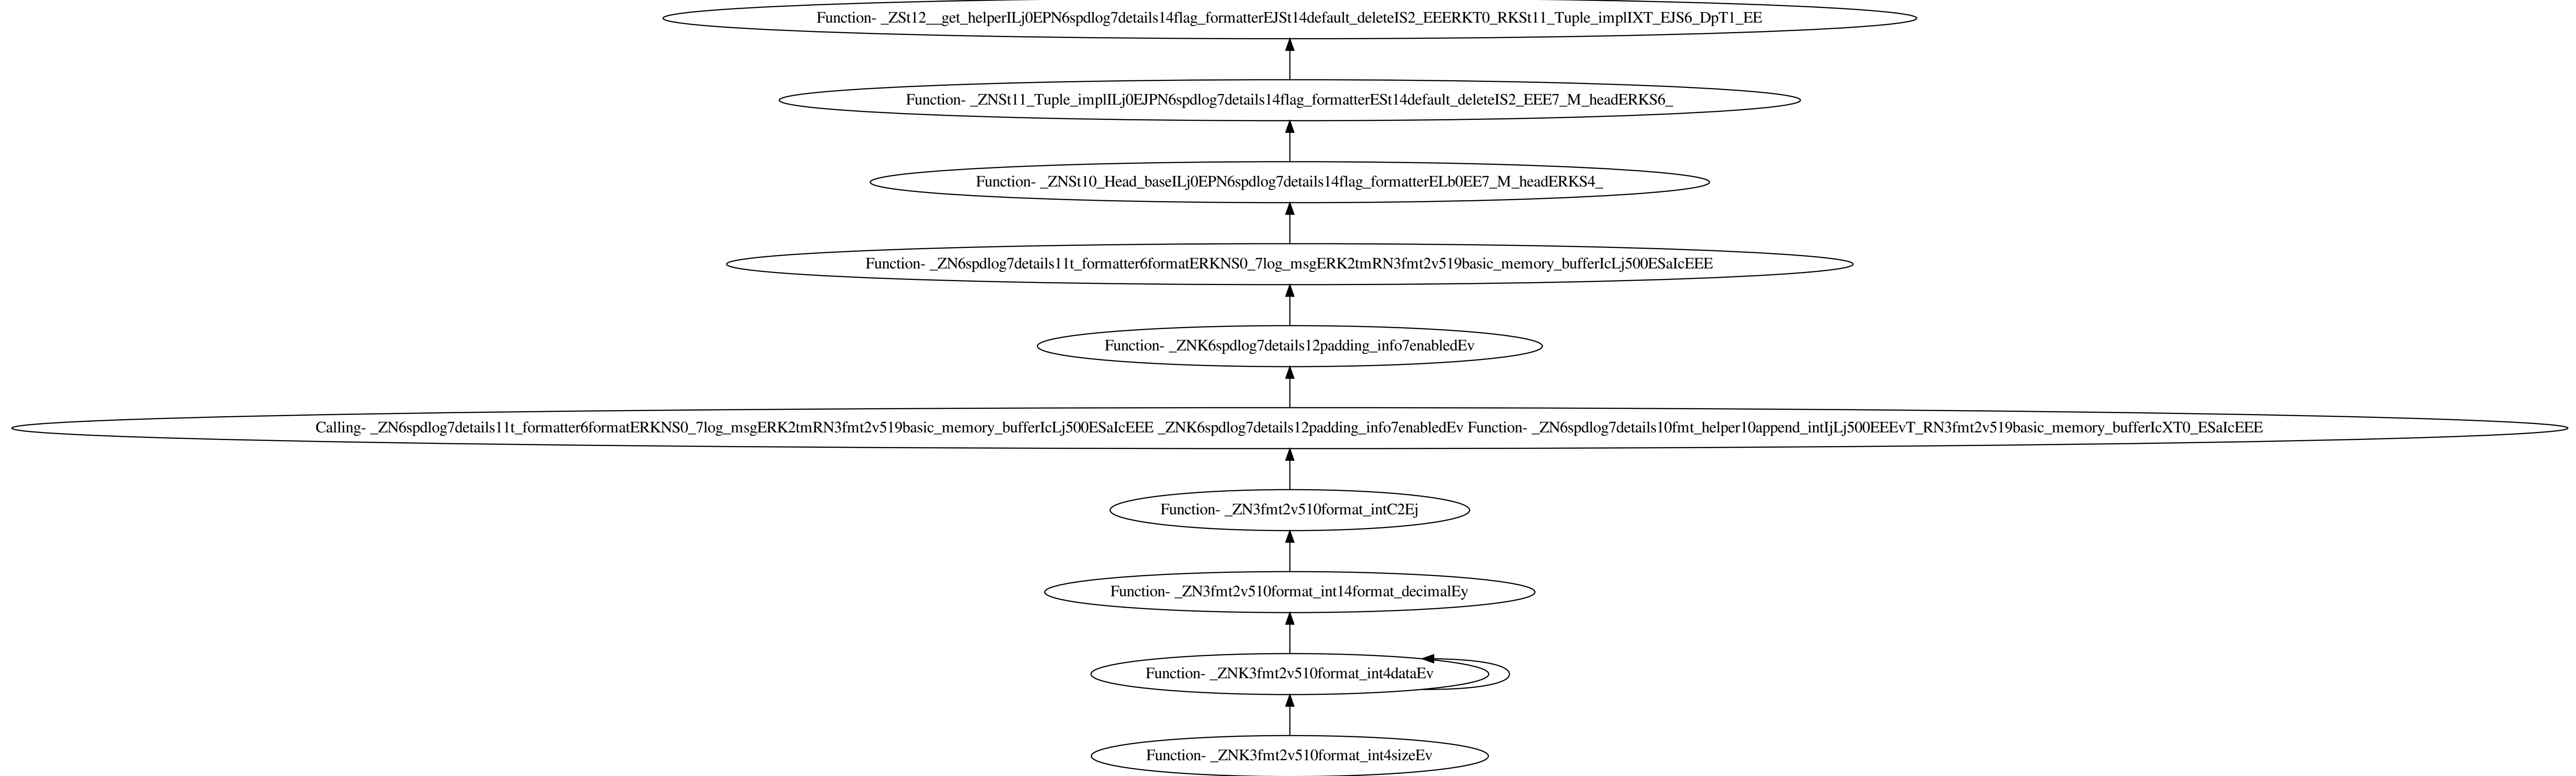 Function- _ZSt12__get_helperILj0EPN6spdlog7details14flag_formatterEJSt14default_deleteIS2_EEERKT0_RKSt11_Tuple_implIXT_EJS6_DpT1_EE
Function- _ZNSt11_Tuple_implILj0EJPN6spdlog7details14flag_formatterESt14default_deleteIS2_EEE7_M_headERKS6_
Function- _ZNSt10_Head_baseILj0EPN6spdlog7details14flag_formatterELb0EE7_M_headERKS4_
Function- _ZN6spdlog7details11t_formatter6formatERKNS0_7log_msgERK2tmRN3fmt2v519basic_memory_bufferIcLj500ESaIcEEE
Function- _ZNK6spdlog7details12padding_info7enabledEv
Calling- _ZN6spdlog7details11t_formatter6formatERKNS0_7log_msgERK2tmRN3fmt2v519basic_memory_bufferIcLj500ESaIcEEE _ZNK6spdlog7details12padding_info7enabledEv Function- _ZN6spdlog7details10fmt_helper10append_intIjLj500EEEvT_RN3fmt2v519basic_memory_bufferIcXT0_ESaIcEEE
Function- _ZN3fmt2v510format_intC2Ej
Function- _ZN3fmt2v510format_int14format_decimalEy
Function- _ZNK3fmt2v510format_int4dataEv
Function- _ZNK3fmt2v510format_int4sizeEv